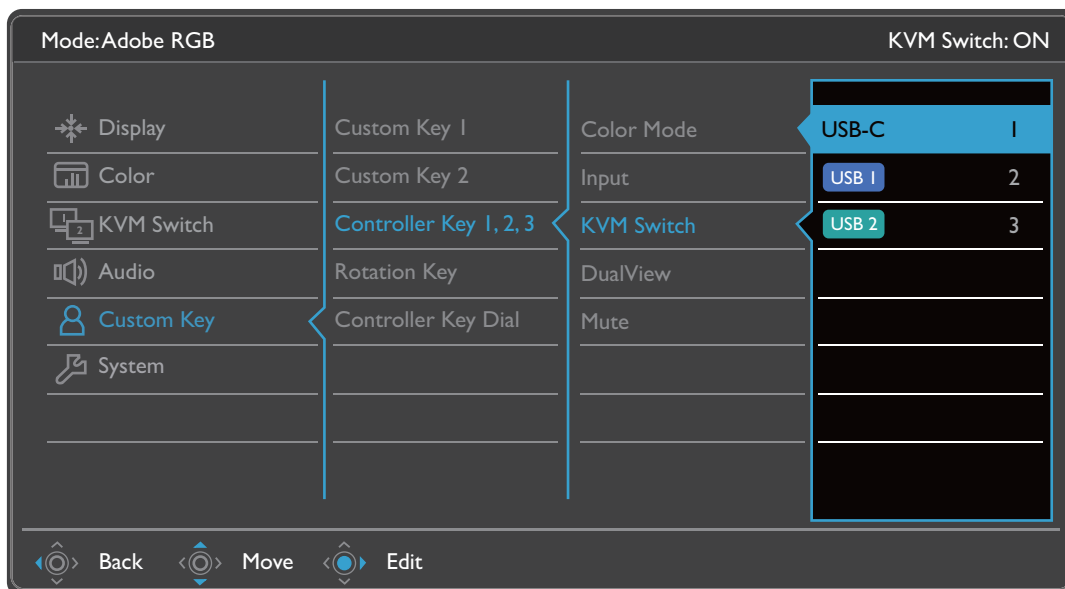 Mode: Adobe RGB
KVM Switch: ON
Display
Color
1
2
KVM Switch
Audio
Custom Key
System
Custom Key 1
Custom Key 2
Controller Key 1, 2, 3
Rotation Key
Controller Key Dial
Color Mode
Input
KVM Switch
DualView
Mute
USB-C 1
USB 1 2
USB 2 3
Back
Move
Edit